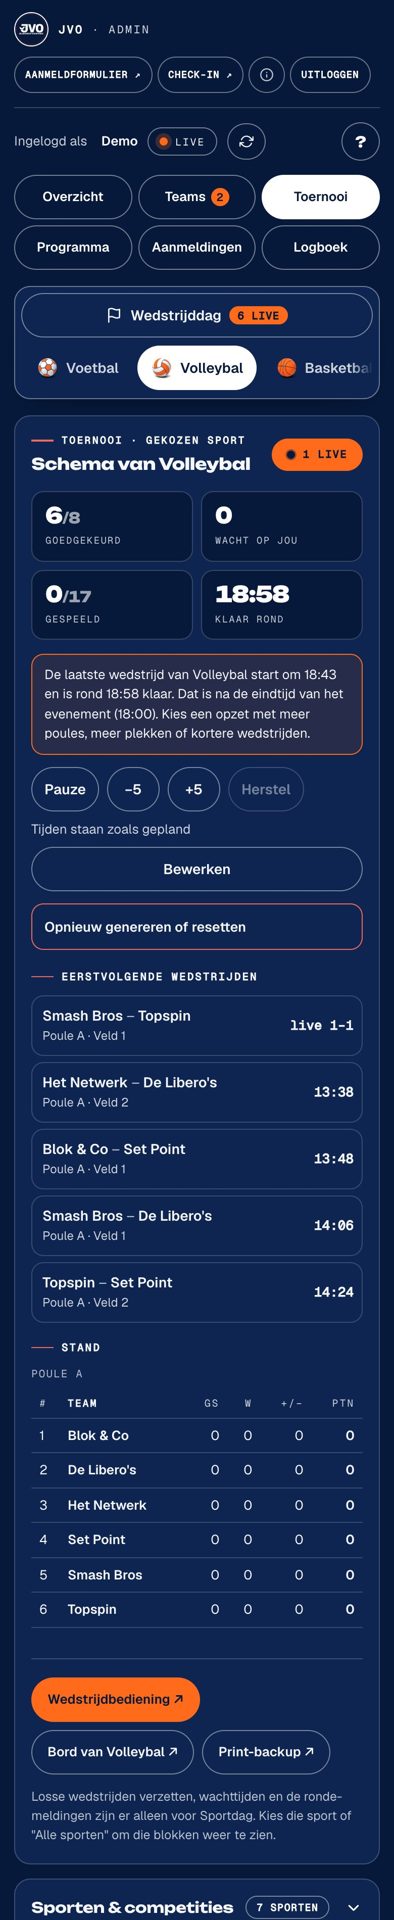 JVO JVO · ADMIN
AANMELDFORMULIER ↗ CHECK-IN ↗ UITLOGGEN
Ingelogd als Demo LIVE ?
Overzicht Teams 2 Toernooi
Programma Aanmeldingen Logboek
Wedstrijddag 6 LIVE
Voetbal Volleybal Basketba
TOERNOOI · GEKOZEN SPORT
Schema van Volleybal 1 LIVE
6/8 0
GOEDGEKEURD WACHT OP JOU
0/17 18:58
GESPEELD KLAAR ROND
De laatste wedstrijd van Volleybal start om 18:43
en is rond 18:58 klaar. Dat is na de eindtijd van het
evenement (18:00). Kies een opzet met meer
poules, meer plekken of kortere wedstrijden.
Pauze −5 +5 Herstel
Tijden staan zoals gepland
Bewerken
Opnieuw genereren of resetten
EERSTVOLGENDE WEDSTRIJDEN
Smash Bros – Topspin
Poule A · Veld 1 live 1–1
Het Netwerk – De Libero's
Poule A · Veld 2 13:38
Blok & Co – Set Point
Poule A · Veld 1 13:48
Smash Bros – De Libero's
Poule A · Veld 1 14:06
Topspin – Set Point
Poule A · Veld 2 14:24
STAND
POULE A
# TEAM GS W +/− PTN
1 Blok & Co 0 0 0 0
2 De Libero's 0 0 0 0
3 Het Netwerk 0 0 0 0
4 Set Point 0 0 0 0
5 Smash Bros 0 0 0 0
6 Topspin 0 0 0 0
Wedstrijdbediening ↗
Bord van Volleybal ↗ Print-backup ↗
Losse wedstrijden verzetten, wachttijden en de ronde-
meldingen zijn er alleen voor Sportdag. Kies die sport of
"Alle sporten" om die blokken weer te zien.
Sporten & competities 7 SPORTEN